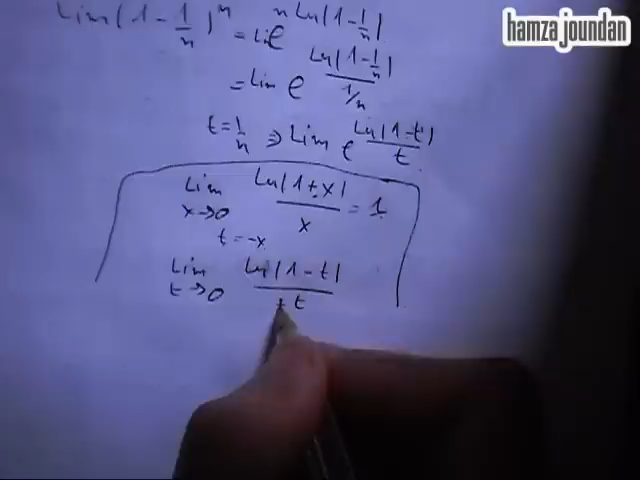 hamza joundan
Lim(1 - 1/n)^n = Lim e^(n Ln(1 - 1/n))
= Lim e^(Ln(1 - 1/n) / (1/n))
t = 1/n ⇒ Lim e^(Ln(1-t) / t)
Lim x→0 Ln(1+x) / x = 1
t = -x
Lim t→0 Ln(1-t) / t